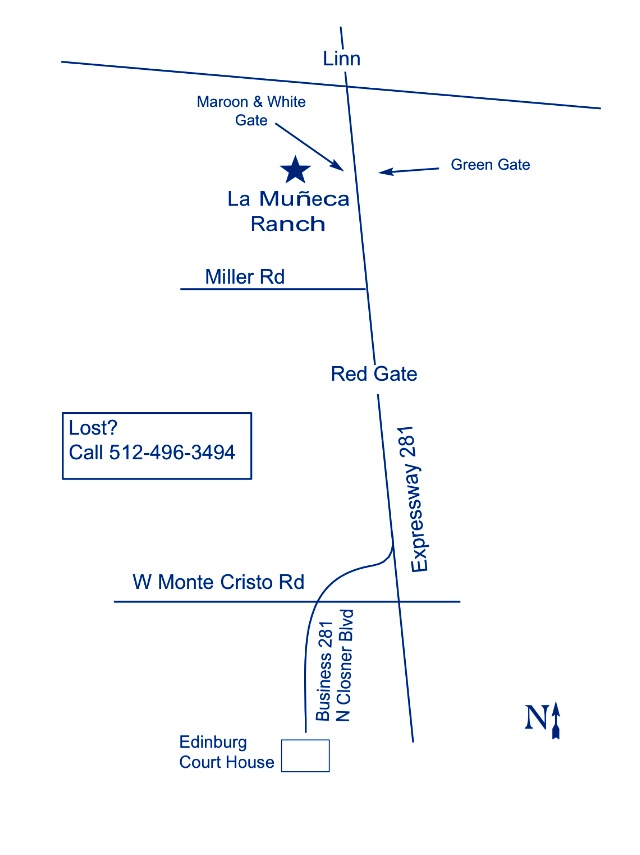 Linn
Maroon & White
Gate
Green Gate
La Muñeca
Ranch
Miller Rd
Red Gate
Lost?
Call 512-496-3494
Expressway 281
W Monte Cristo Rd
Business 281
N Closner Blvd
N
Edinburg
Court House